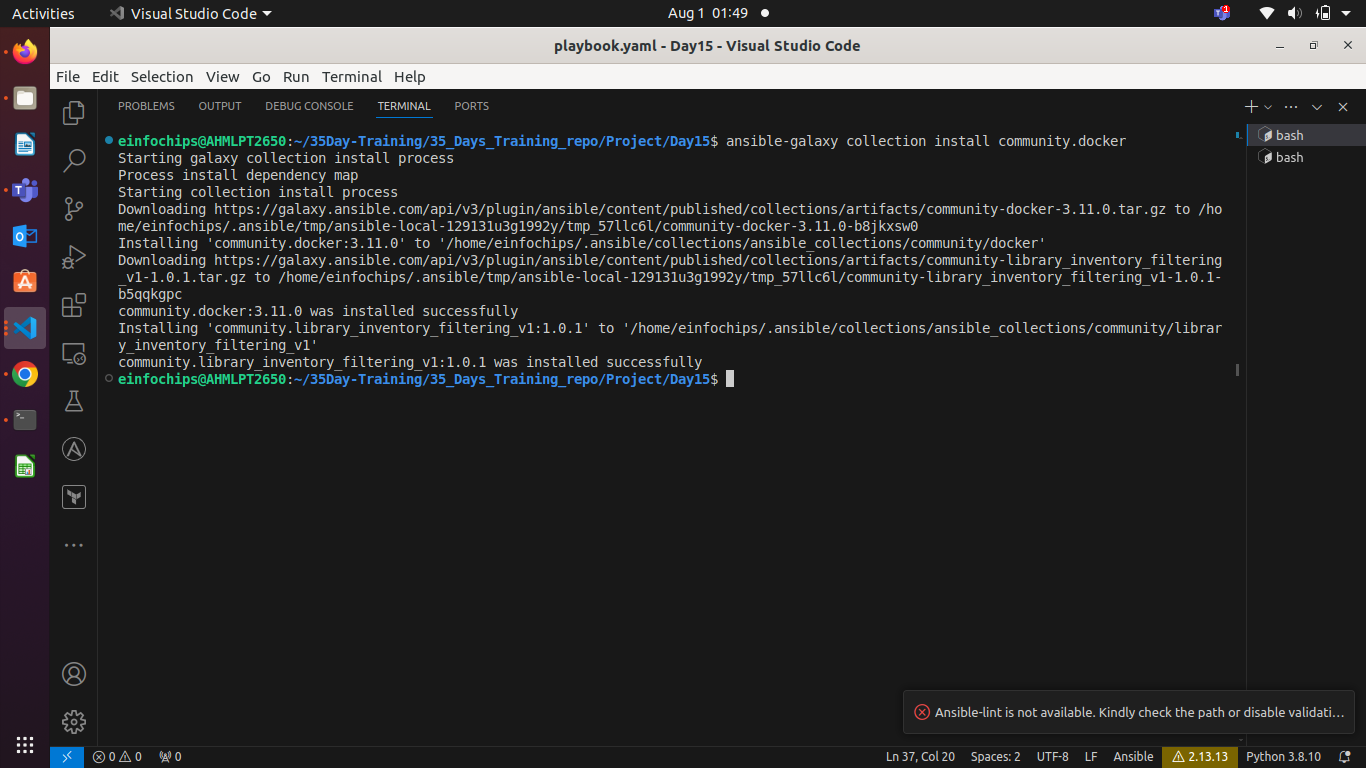 Activities
Visual Studio Code
Aug 1 01:49
1
playbook.yaml - Day15 - Visual Studio Code
File Edit Selection View Go Run Terminal Help
PROBLEMS OUTPUT DEBUG CONSOLE TERMINAL PORTS
einfochips@AHMLPT2650:~/35Day-Training/35_Days_Training_repo/Project/Day15$ ansible-galaxy collection install community.docker
Starting galaxy collection install process
Process install dependency map
Starting collection install process
Downloading https://galaxy.ansible.com/api/v3/plugin/ansible/content/published/collections/artifacts/community-docker-3.11.0.tar.gz to /ho
me/einfochips/.ansible/tmp/ansible-local-129131u3g1992y/tmp_57llc6l/community-docker-3.11.0-b8jkxsw0
Installing 'community.docker:3.11.0' to '/home/einfochips/.ansible/collections/ansible_collections/community/docker'
Downloading https://galaxy.ansible.com/api/v3/plugin/ansible/content/published/collections/artifacts/community-library_inventory_filtering
_v1-1.0.1.tar.gz to /home/einfochips/.ansible/tmp/ansible-local-129131u3g1992y/tmp_57llc6l/community-library_inventory_filtering_v1-1.0.1-
b5qqkgpc
community.docker:3.11.0 was installed successfully
Installing 'community.library_inventory_filtering_v1:1.0.1' to '/home/einfochips/.ansible/collections/ansible_collections/community/librar
y_inventory_filtering_v1'
community.library_inventory_filtering_v1:1.0.1 was installed successfully
einfochips@AHMLPT2650:~/35Day-Training/35_Days_Training_repo/Project/Day15$
bash
bash
Ansible-lint is not available. Kindly check the path or disable validati...
0 0 0
Ln 37, Col 20 Spaces: 2 UTF-8 LF Ansible 2.13.13 Python 3.8.10